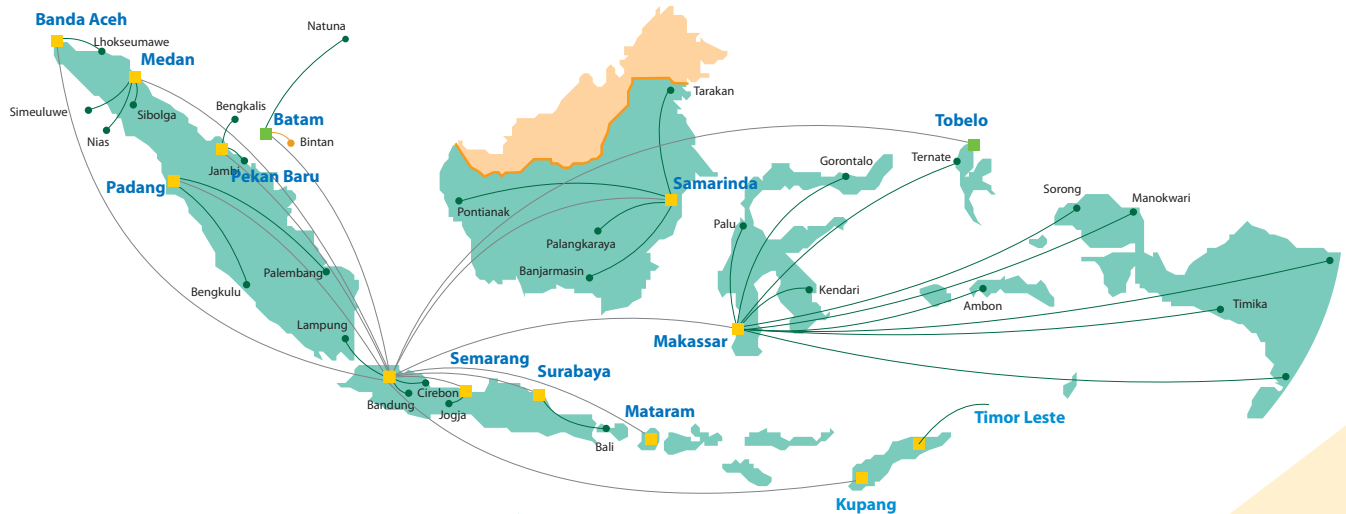 Banda Aceh
Natuna
Lhokseumawe
Medan
Tarakan
Bengkalis
Simeuluwe
Sibolga
Batam
Tobelo
Nias
Bintan
Ternate
Gorontalo
Jambi
Pekan Baru
Padang
Samarinda
Sorong
Manokwari
Pontianak
Palu
Palangkaraya
Palembang
Banjarmasin
Bengkulu
Kendari
Ambon
Timika
Lampung
Makassar
Semarang
Surabaya
Cirebon
Bandung
Jogja
Mataram
Timor Leste
Bali
Kupang